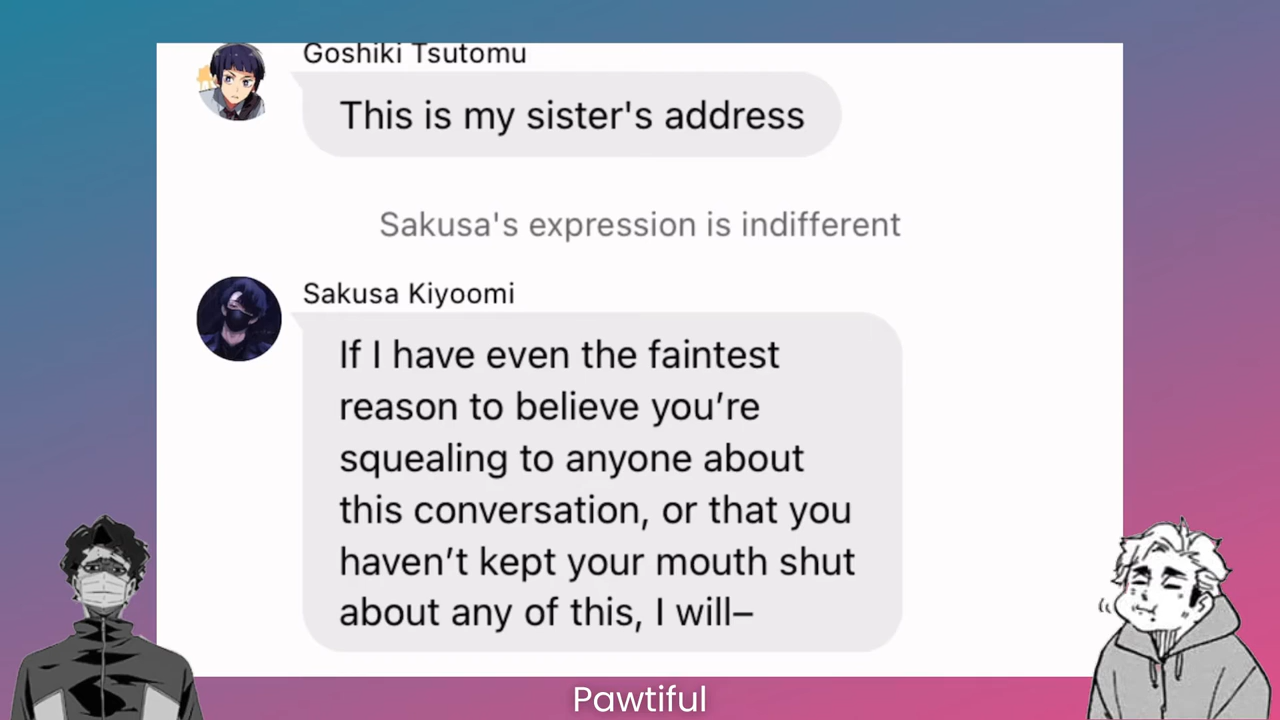 Goshiki Tsutomu
This is my sister's address
Sakusa's expression is indifferent
Sakusa Kiyoomi
If I have even the faintest
reason to believe you’re
squealing to anyone about
this conversation, or that you
haven’t kept your mouth shut
about any of this, I will–
Pawtiful